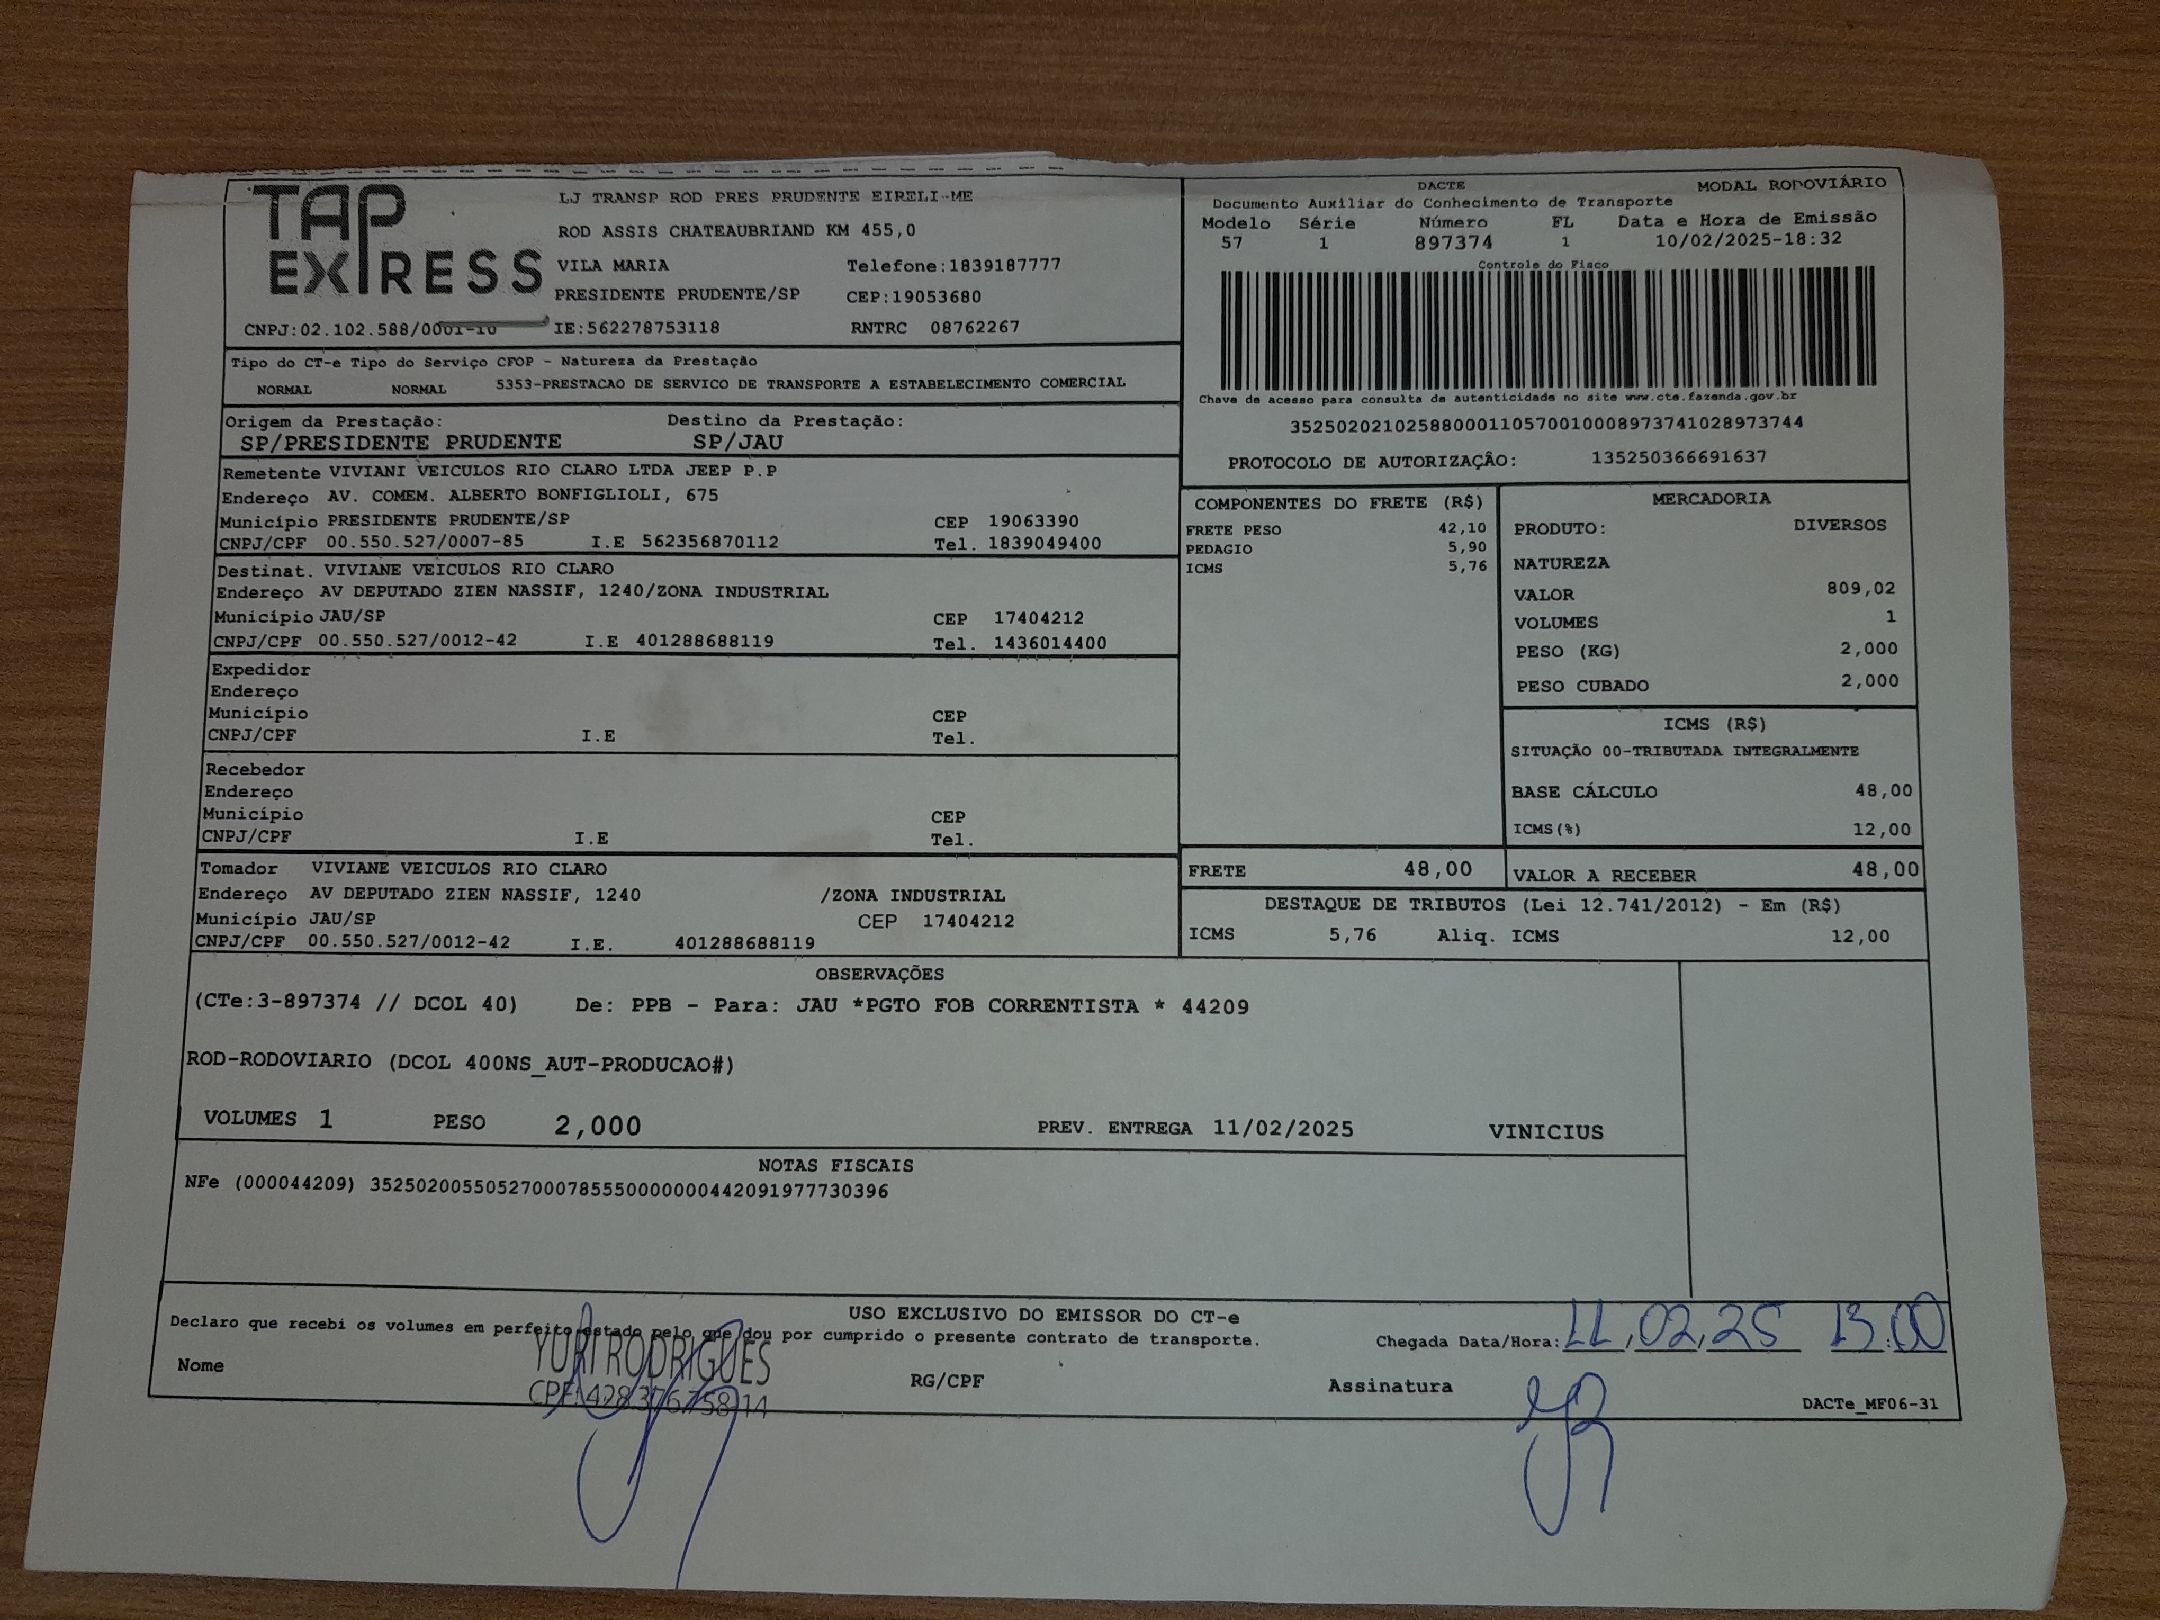 TAP
EXPRESS
LJ TRANSP ROD PRES PRUDENTE EIRELI-ME
ROD ASSIS CHATEAUBRIAND KM 455,0
VILA MARIA Telefone:1839187777
PRESIDENTE PRUDENTE/SP CEP:19053680
CNPJ:02.102.588/0001-10 IE:562278753118 RNTRC 08762267
DACTE MODAL RODOVIÁRIO
Documento Auxiliar do Conhecimento de Transporte
Modelo Série Número FL Data e Hora de Emissão
57 1 897374 1 10/02/2025-18:32
Controle do Fisco
Chave de acesso para consulta de autenticidade no site www.cte.fazenda.gov.br
35250202102588000110570010008973741028973744
PROTOCOLO DE AUTORIZAÇÃO: 135250366691637
Tipo do CT-e Tipo do Serviço CFOP - Natureza da Prestação
NORMAL NORMAL 5353-PRESTACAO DE SERVICO DE TRANSPORTE A ESTABELECIMENTO COMERCIAL
Origem da Prestação: Destino da Prestação:
SP/PRESIDENTE PRUDENTE SP/JAU
Remetente VIVIANI VEICULOS RIO CLARO LTDA JEEP P.P
Endereço AV. COMEM. ALBERTO BONFIGLIOLI, 675
Município PRESIDENTE PRUDENTE/SP CEP 19063390
CNPJ/CPF 00.550.527/0007-85 I.E 562356870112 Tel. 1839049400
Destinat. VIVIANE VEICULOS RIO CLARO
Endereço AV DEPUTADO ZIEN NASSIF, 1240/ZONA INDUSTRIAL
Município JAU/SP CEP 17404212
CNPJ/CPF 00.550.527/0012-42 I.E 401288688119 Tel. 1436014400
Expedidor
Endereço
Município CEP
CNPJ/CPF I.E Tel.
Recebedor
Endereço
Município CEP
CNPJ/CPF I.E Tel.
Tomador VIVIANE VEICULOS RIO CLARO
Endereço AV DEPUTADO ZIEN NASSIF, 1240 /ZONA INDUSTRIAL
Município JAU/SP CEP 17404212
CNPJ/CPF 00.550.527/0012-42 I.E. 401288688119
COMPONENTES DO FRETE (R$)
FRETE PESO 42,10
PEDAGIO 5,90
ICMS 5,76
MERCADORIA
PRODUTO: DIVERSOS
NATUREZA
VALOR 809,02
VOLUMES 1
PESO (KG) 2,000
PESO CUBADO 2,000
ICMS (R$)
SITUAÇÃO 00-TRIBUTADA INTEGRALMENTE
BASE CÁLCULO 48,00
ICMS(%) 12,00
FRETE 48,00 VALOR A RECEBER 48,00
DESTAQUE DE TRIBUTOS (Lei 12.741/2012) - Em (R$)
ICMS 5,76 Aliq. ICMS 12,00
OBSERVAÇÕES
(CTe:3-897374 // DCOL 40) De: PPB - Para: JAU *PGTO FOB CORRENTISTA * 44209
ROD-RODOVIARIO (DCOL 400NS_AUT-PRODUCAO#)
VOLUMES 1 PESO 2,000 PREV. ENTREGA 11/02/2025 VINICIUS
NOTAS FISCAIS
NFe (000044209) 35250200550527000785550000000442091977730396
USO EXCLUSIVO DO EMISSOR DO CT-e
Declaro que recebi os volumes em perfeito estado pelo que dou por cumprido o presente contrato de transporte. Chegada Data/Hora: 11,02,25 13:00
Nome YURI RODRIGUES RG/CPF Assinatura
CPF: 428.376.758-14
DACTe_MF06-31